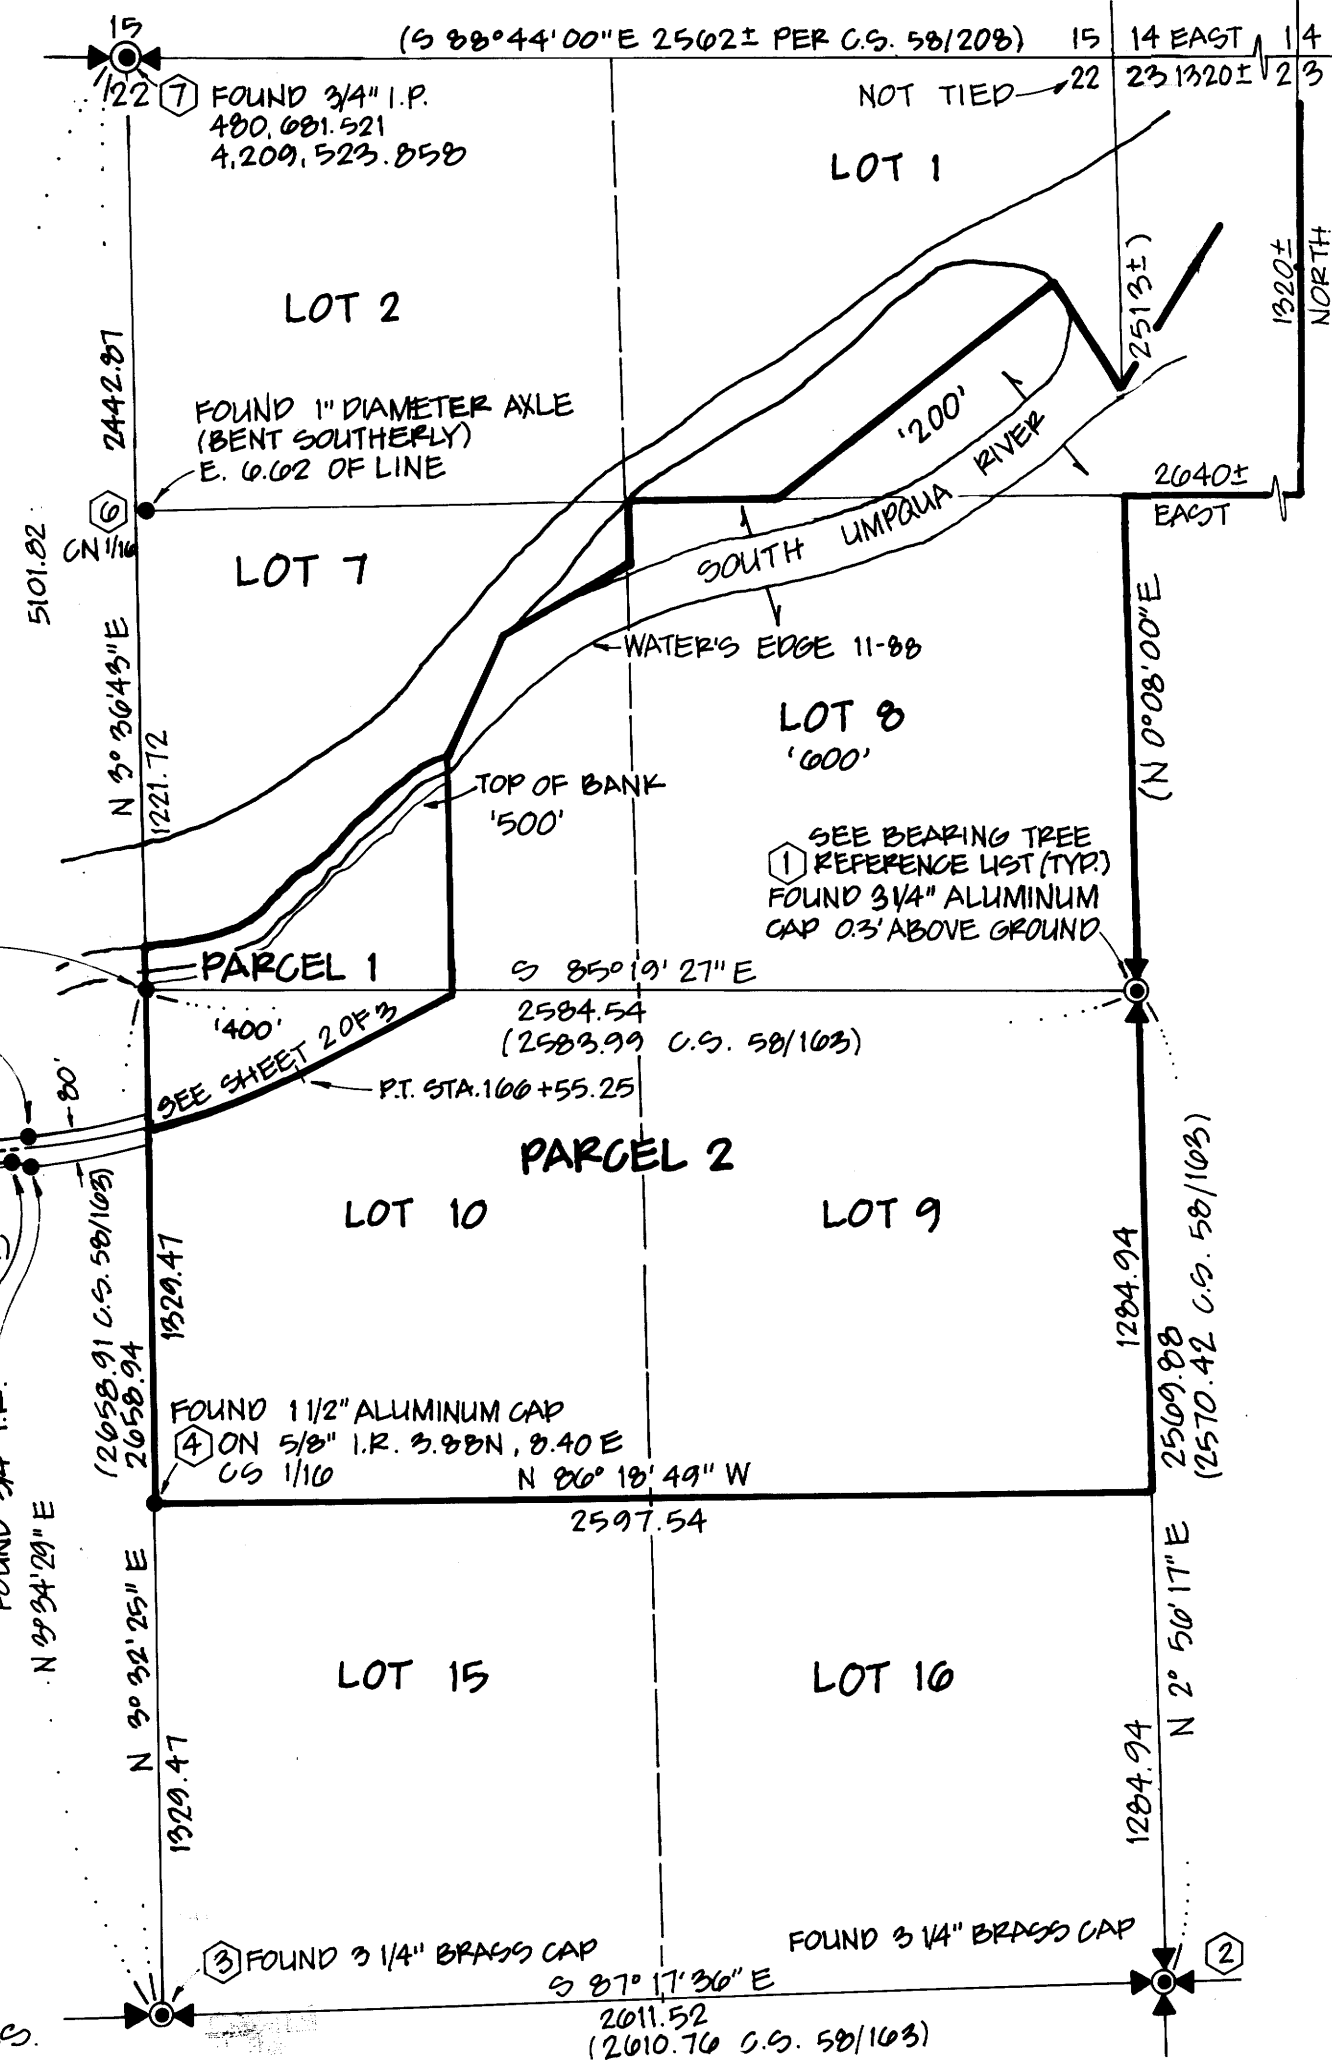 15
(S 88°44'00"E 2562± PER C.S. 58/208)
15
14 EAST
1|4
22
7
FOUND 3/4" I.P.
480,681.521
4,209,523.858
NOT TIED
22
23 1320±
2 3
LOT 1
LOT 2
2513±)
1320±
NORTH
2442.87
FOUND 1" DIAMETER AXLE
(BENT SOUTHERLY)
E. 6.62 OF LINE
'200'
SOUTH UMPQUA RIVER
2640±
EAST
6
CN 1/16
5101.82
LOT 7
WATER'S EDGE 11-88
(N 0°08'00"E
N 3°36'43"E
1221.72
LOT 8
'600'
TOP OF BANK
'500'
SEE BEARING TREE
1 REFERENCE LIST (TYP.)
FOUND 3 1/4" ALUMINUM
CAP 0.3' ABOVE GROUND
PARCEL 1
S 85°19'27"E
2584.54
(2583.99 C.S. 58/163)
'400'
SEE SHEET 2 OF 3
80'
P.T. STA. 166+55.25
PARCEL 2
LOT 10
LOT 9
(2658.91 C.S. 58/163)
2658.94
1329.47
1284.94
2569.88
(2570.42 C.S. 58/163)
FOUND 1 1/2" ALUMINUM CAP
4 ON 5/8" I.R. 3.88N, 8.40 E
CS 1/16
N 86°18'49" W
2597.54
FOUND 3/4" I.P.
N 3°34'29" E
N 3°32'25" E
1329.47
LOT 15
LOT 16
N 2°56'17" E
1284.94
3 FOUND 3 1/4" BRASS CAP
FOUND 3 1/4" BRASS CAP
2
S 87°17'36" E
2611.52
(2610.76 C.S. 58/163)
S.